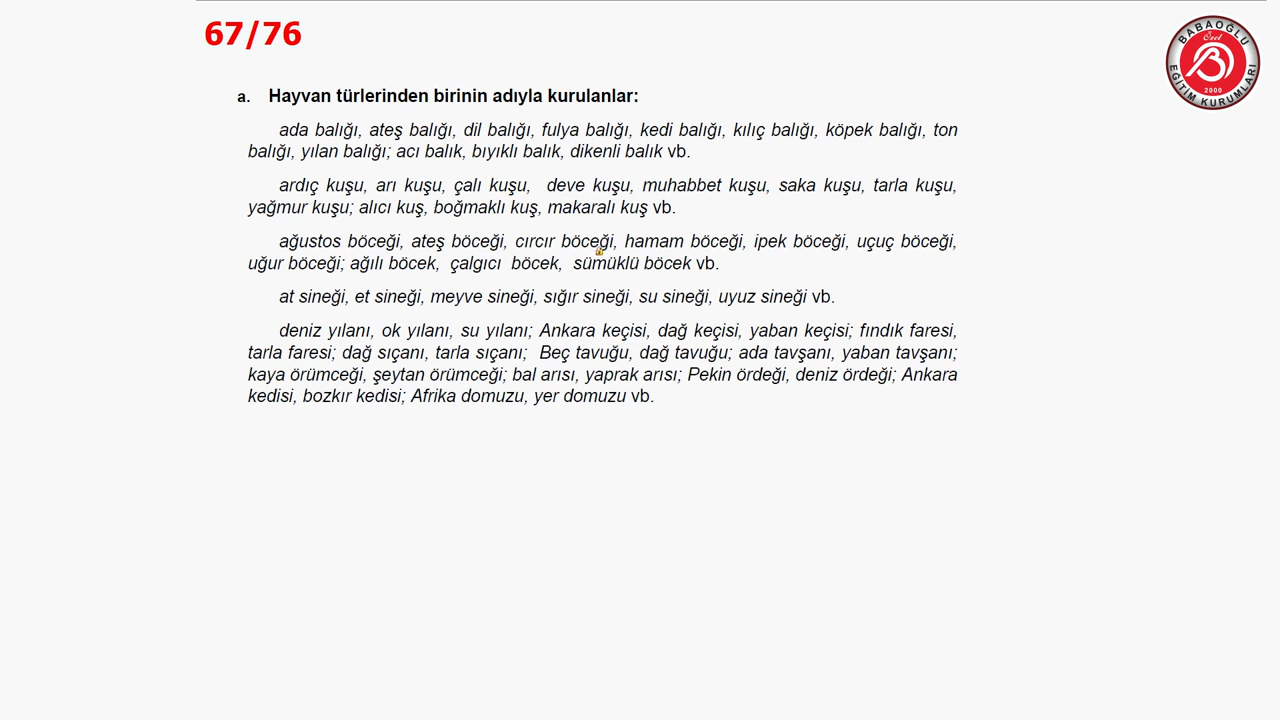 67/76
BABAOĞLU
Özel
B
2000
EĞİTİM KURUMLARI
a. Hayvan türlerinden birinin adıyla kurulanlar:
ada balığı, ateş balığı, dil balığı, fulya balığı, kedi balığı, kılıç balığı, köpek balığı, ton
balığı, yılan balığı; acı balık, bıyıklı balık, dikenli balık vb.
ardıç kuşu, arı kuşu, çalı kuşu, deve kuşu, muhabbet kuşu, saka kuşu, tarla kuşu,
yağmur kuşu; alıcı kuş, boğmaklı kuş, makaralı kuş vb.
ağustos böceği, ateş böceği, cırcır böceği, hamam böceği, ipek böceği, uçuç böceği,
uğur böceği; ağılı böcek, çalgıcı böcek, sümüklü böcek vb.
at sineği, et sineği, meyve sineği, sığır sineği, su sineği, uyuz sineği vb.
deniz yılanı, ok yılanı, su yılanı; Ankara keçisi, dağ keçisi, yaban keçisi; fındık faresi,
tarla faresi; dağ sıçanı, tarla sıçanı; Beç tavuğu, dağ tavuğu; ada tavşanı, yaban tavşanı;
kaya örümceği, şeytan örümceği; bal arısı, yaprak arısı; Pekin ördeği, deniz ördeği; Ankara
kedisi, bozkır kedisi; Afrika domuzu, yer domuzu vb.